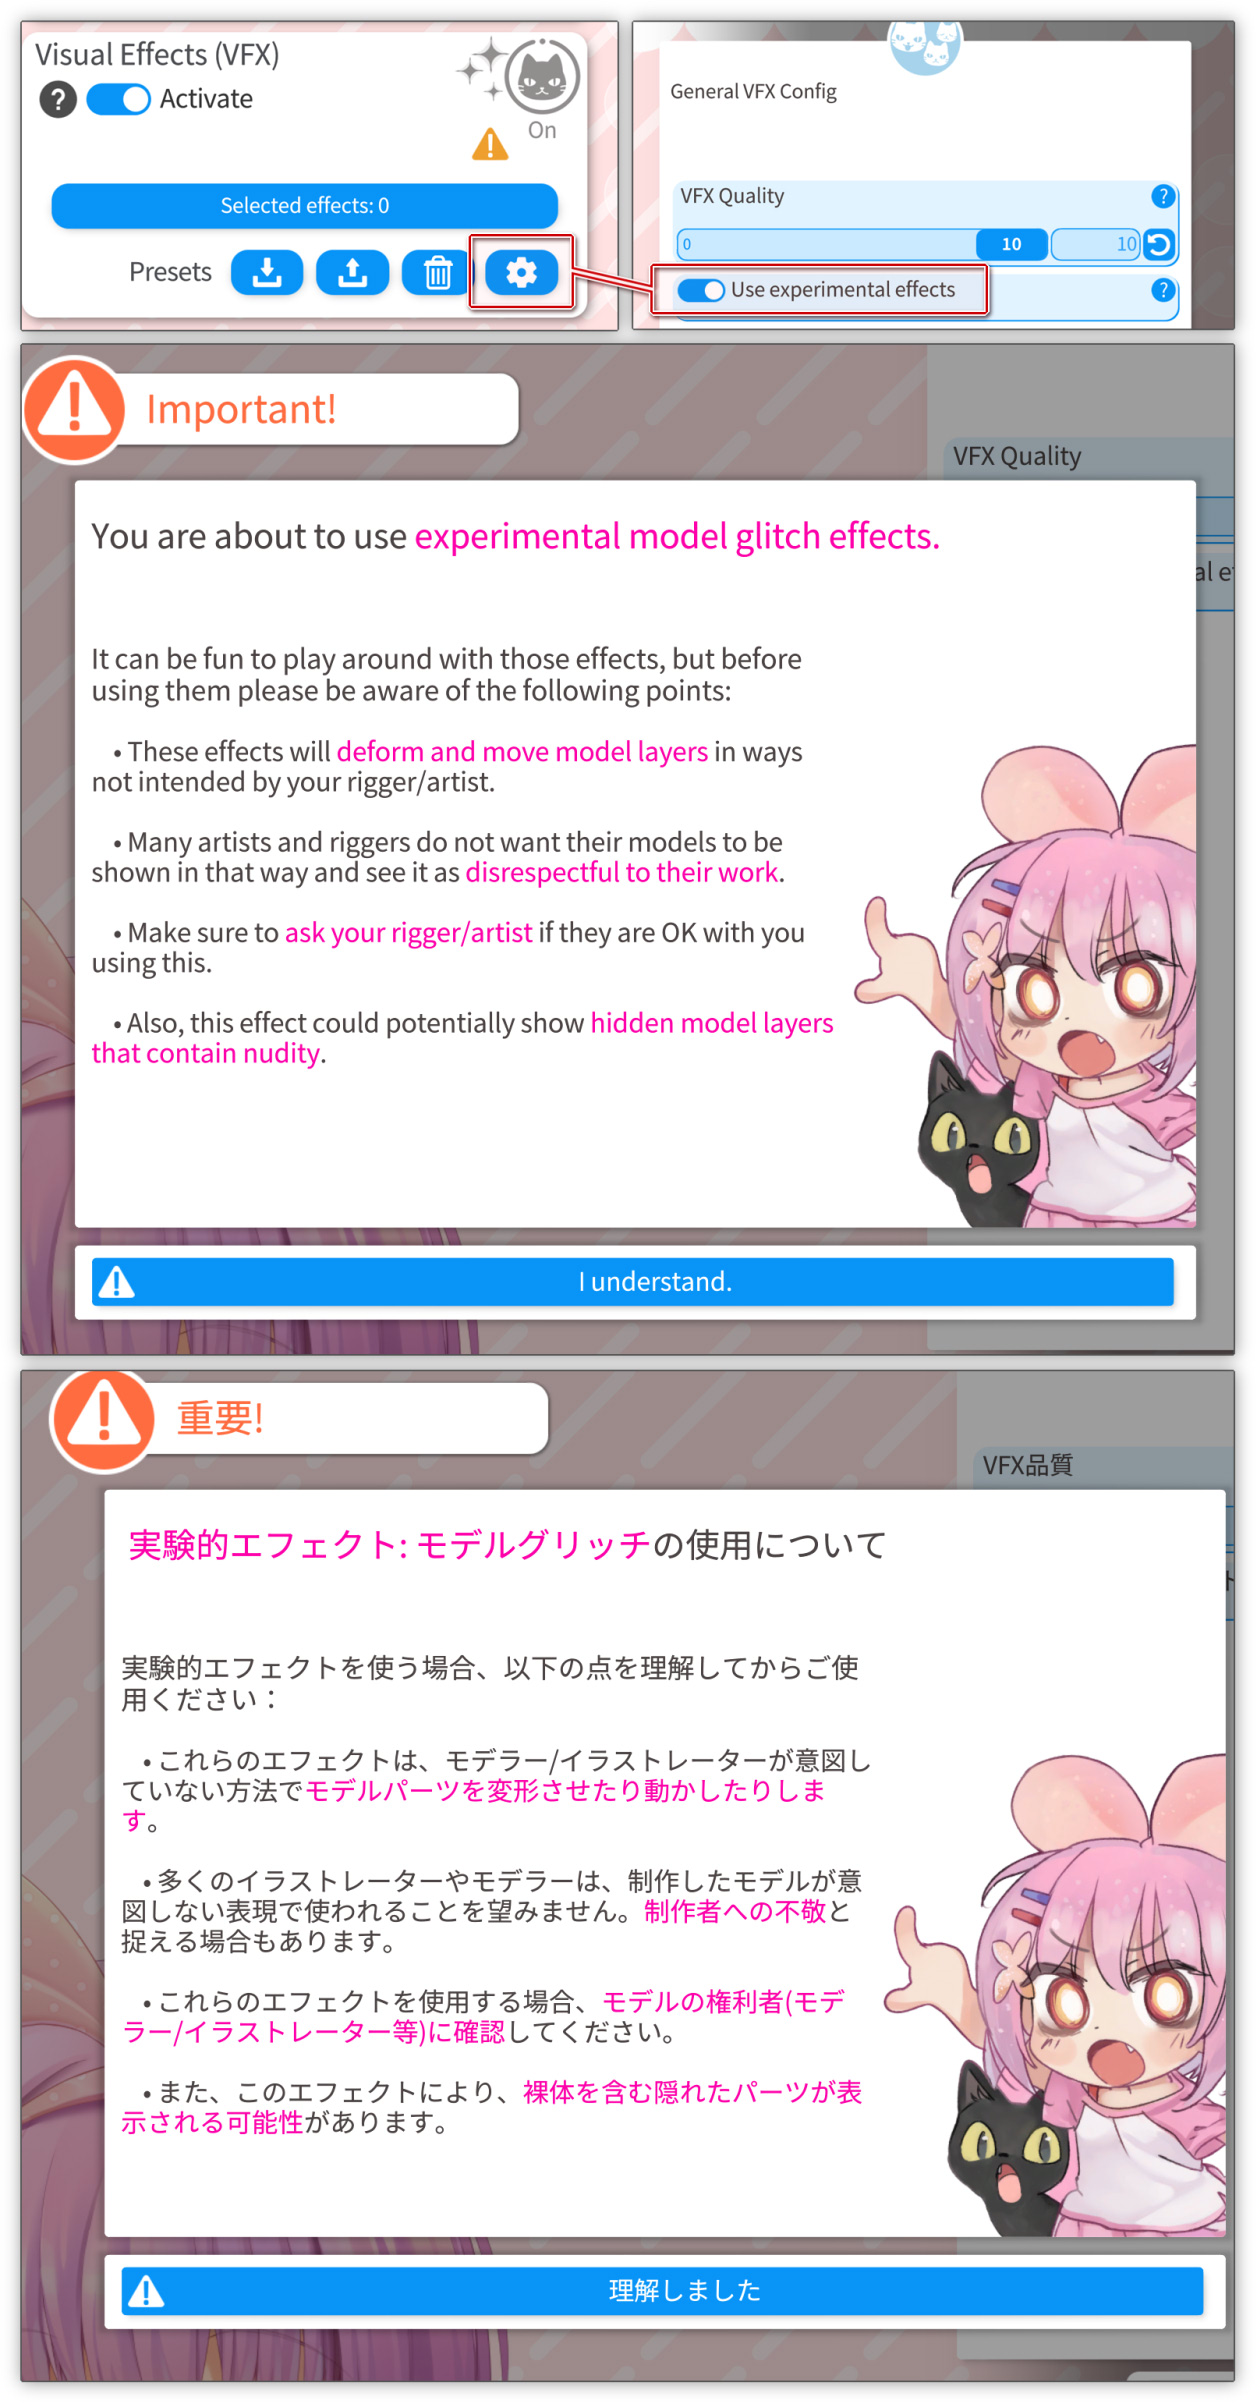 Visual Effects (VFX)
? Activate
On
Selected effects: 0
Presets
General VFX Config
VFX Quality ?
0 10 10
Use experimental effects ?
Important!
VFX Quality
You are about to use experimental model glitch effects.
It can be fun to play around with those effects, but before
using them please be aware of the following points:
• These effects will deform and move model layers in ways
not intended by your rigger/artist.
• Many artists and riggers do not want their models to be
shown in that way and see it as disrespectful to their work.
• Make sure to ask your rigger/artist if they are OK with you
using this.
• Also, this effect could potentially show hidden model layers
that contain nudity.
I understand.
重要!
VFX品質
実験的エフェクト: モデルグリッチの使用について
実験的エフェクトを使う場合、以下の点を理解してからご使
用ください：
• これらのエフェクトは、モデラー/イラストレーターが意図し
ていない方法でモデルパーツを変形させたり動かしたりしま
す。
• 多くのイラストレーターやモデラーは、制作したモデルが意
図しない表現で使われることを望みません。制作者への不敬と
捉える場合もあります。
• これらのエフェクトを使用する場合、モデルの権利者(モデ
ラー/イラストレーター等)に確認してください。
• また、このエフェクトにより、裸体を含む隠れたパーツが表
示される可能性があります。
理解しました